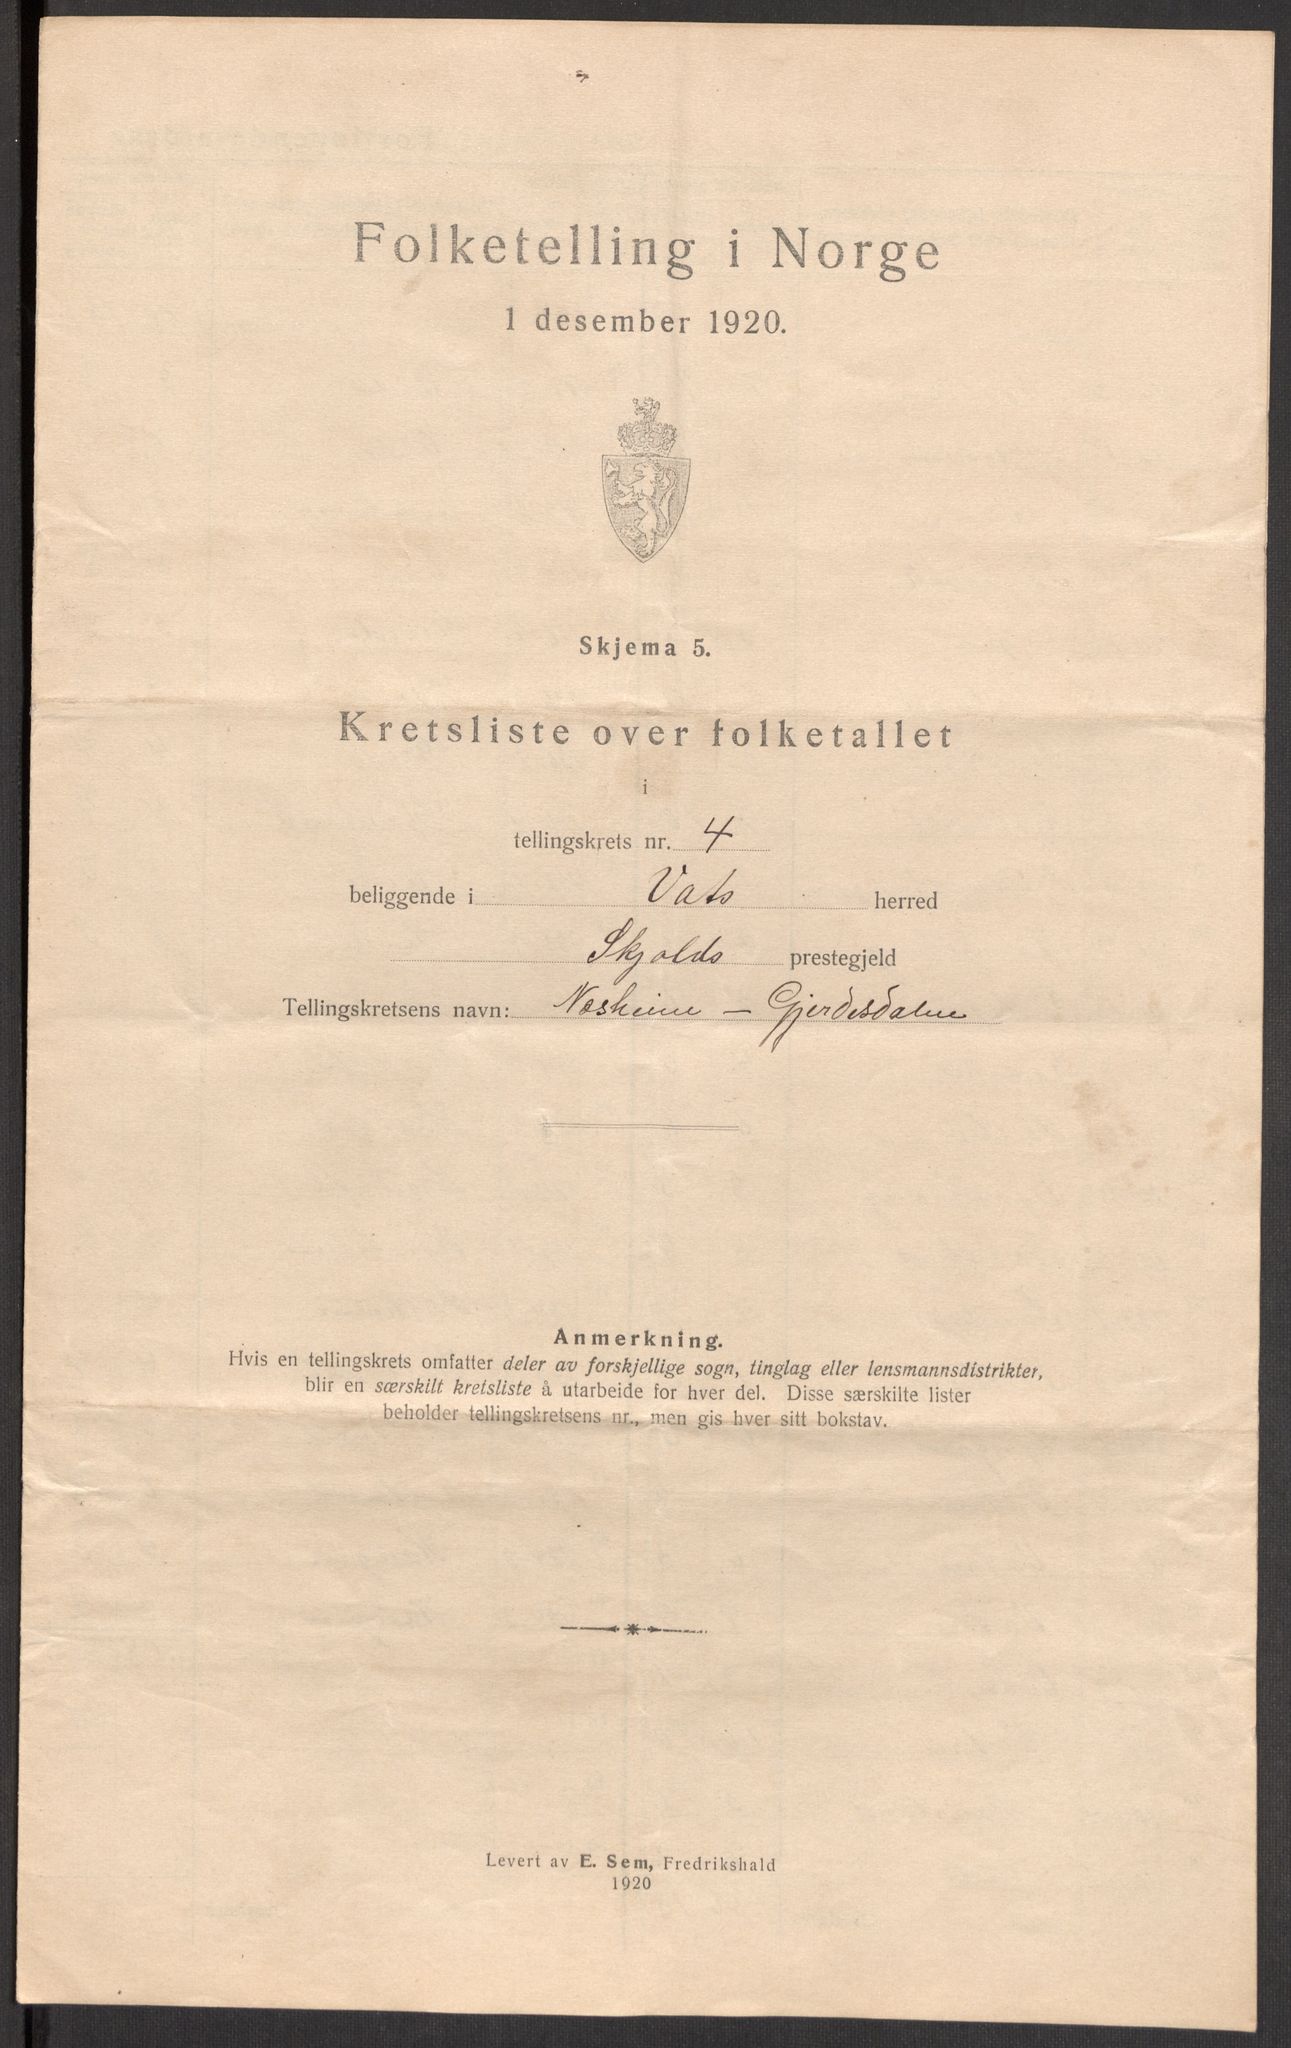 Folketelling i Norge
1 desember 1920.
Skjema 5.
Kretsliste over folketallet
i
tellingskrets nr. 4
beliggende i Vats herred
Skjolds prestegjeld
Tellingskretsens navn: Nesheim — Gjerdesdalen
Anmerkning.
Hvis en tellingskrets omfatter deler av forskjellige sogn, tinglag eller lensmannsdistrikter,
blir en særskilt kretsliste å utarbeide for hver del. Disse særskilte lister
beholder tellingskretsens nr., men gis hver sitt bokstav.
Levert av E. Sem, Fredrikshald
1920